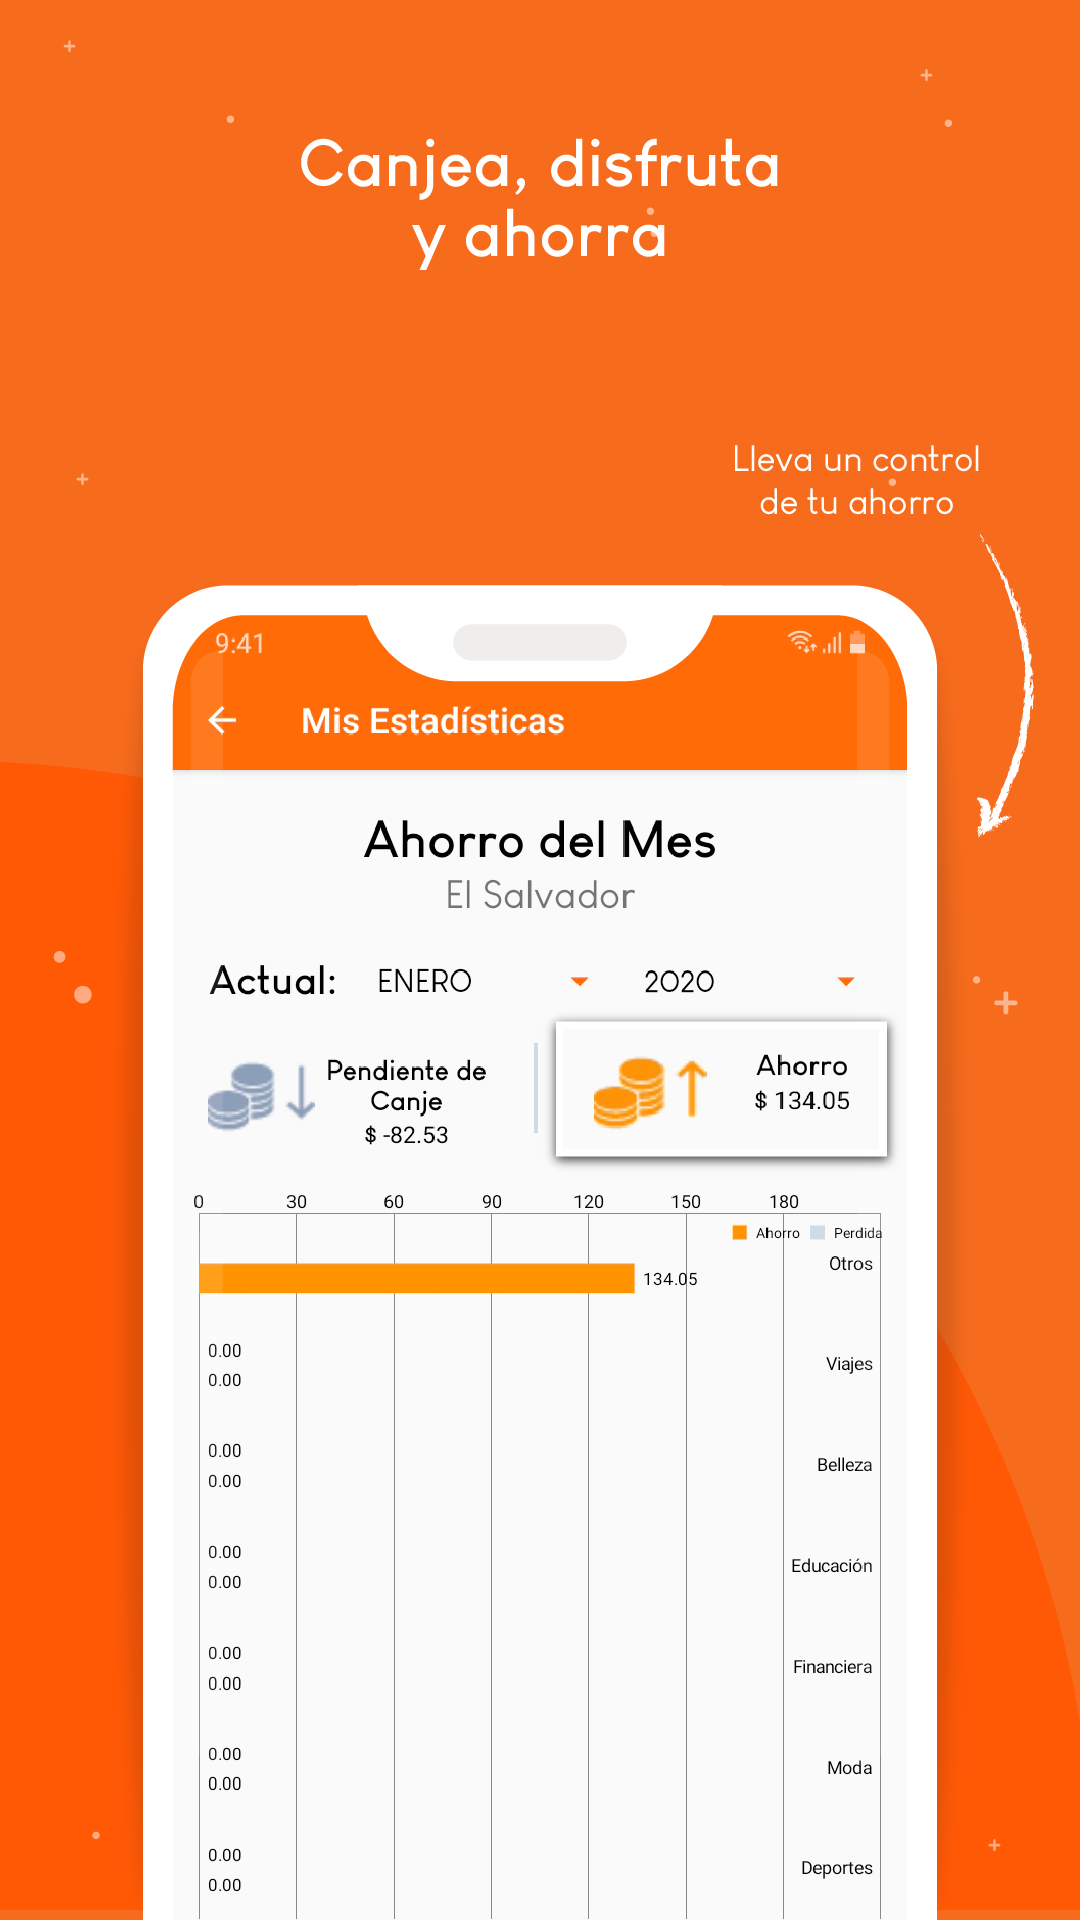 Canjea, disfruta
y ahorra
Lleva un control
de tu ahorro
9:41
Mis Estadísticas
Ahorro del Mes
El Salvador
Actual: ENERO 2020
Pendiente de
Canje
$ -82.53
Ahorro
$ 134.05
0 30 60 90 120 150 180
Ahorro Perdida
Otros
134.05
0.00
Viajes
0.00
0.00
Belleza
0.00
0.00
Educación
0.00
0.00
Financiera
0.00
0.00
Moda
0.00
0.00
Deportes
0.00